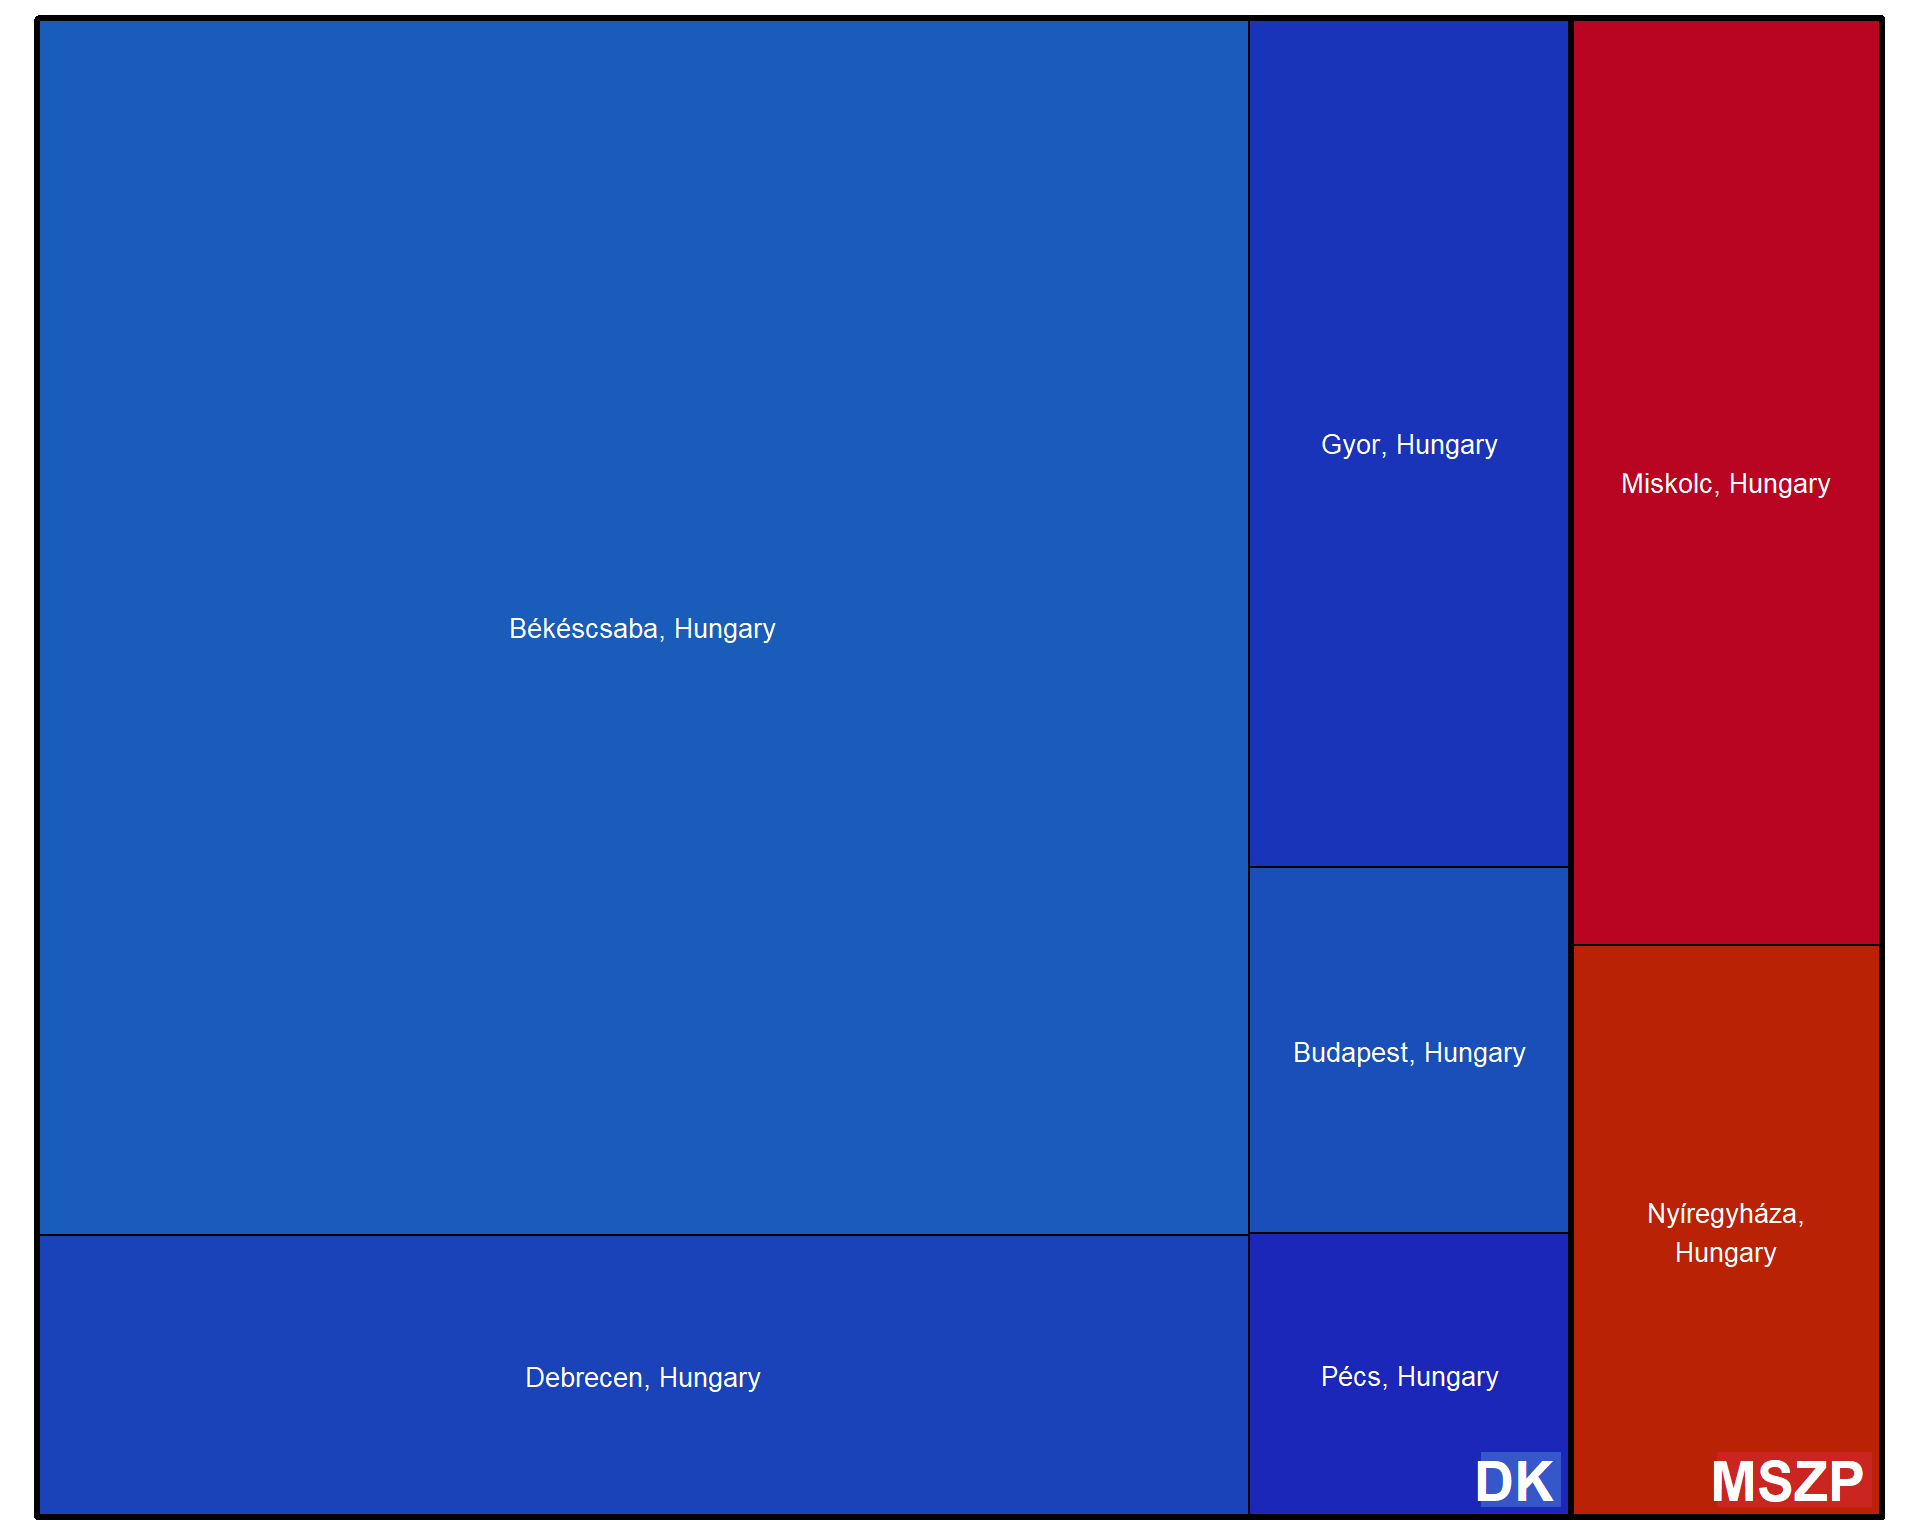 Békéscsaba, Hungary
Debrecen, Hungary
Gyor, Hungary
Budapest, Hungary
Pécs, Hungary
DK
Miskolc, Hungary
Nyíregyháza,
Hungary
MSZP